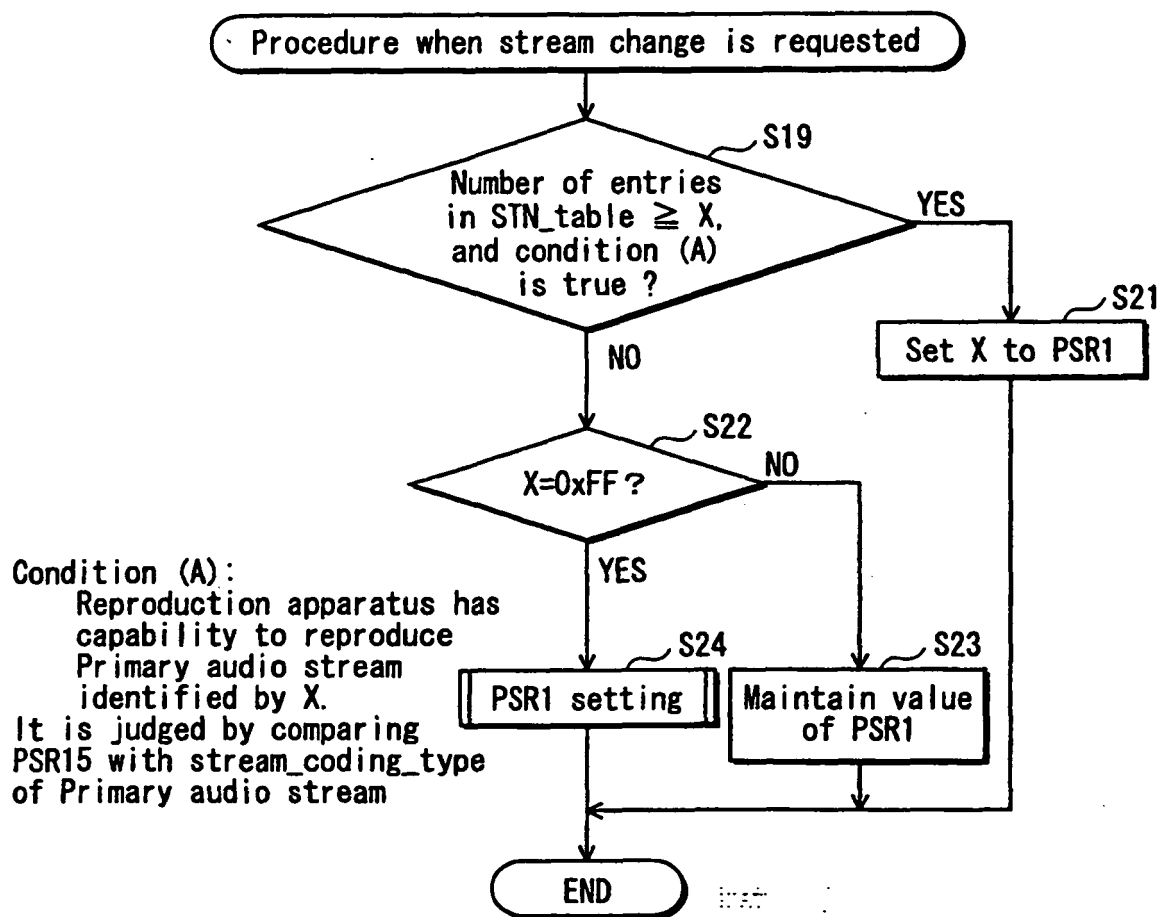 Procedure when stream change is requested
S19
Number of entries
in STN_table ≧ X,
and condition (A)
is true ?
YES
S21
Set X to PSR1
NO
S22
X=0xFF?
NO
YES
Condition (A):
Reproduction apparatus has
capability to reproduce
Primary audio stream
identified by X.
It is judged by comparing
PSR15 with stream_coding_type
of Primary audio stream
S24
PSR1 setting
S23
Maintain value
of PSR1
END